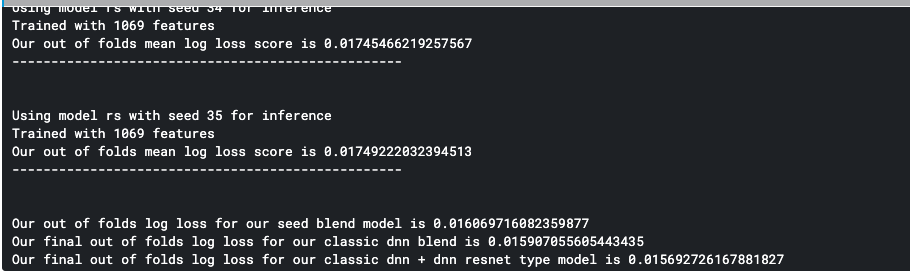 Using model rs with seed 34 for inference
Trained with 1069 features
Our out of folds mean log loss score is 0.01745466219257567
--------------------------------------------------
Using model rs with seed 35 for inference
Trained with 1069 features
Our out of folds mean log loss score is 0.01749222032394513
--------------------------------------------------
Our out of folds log loss for our seed blend model is 0.016069716082359877
Our final out of folds log loss for our classic dnn blend is 0.015907055605443435
Our final out of folds log loss for our classic dnn + dnn resnet type model is 0.015692726167881827